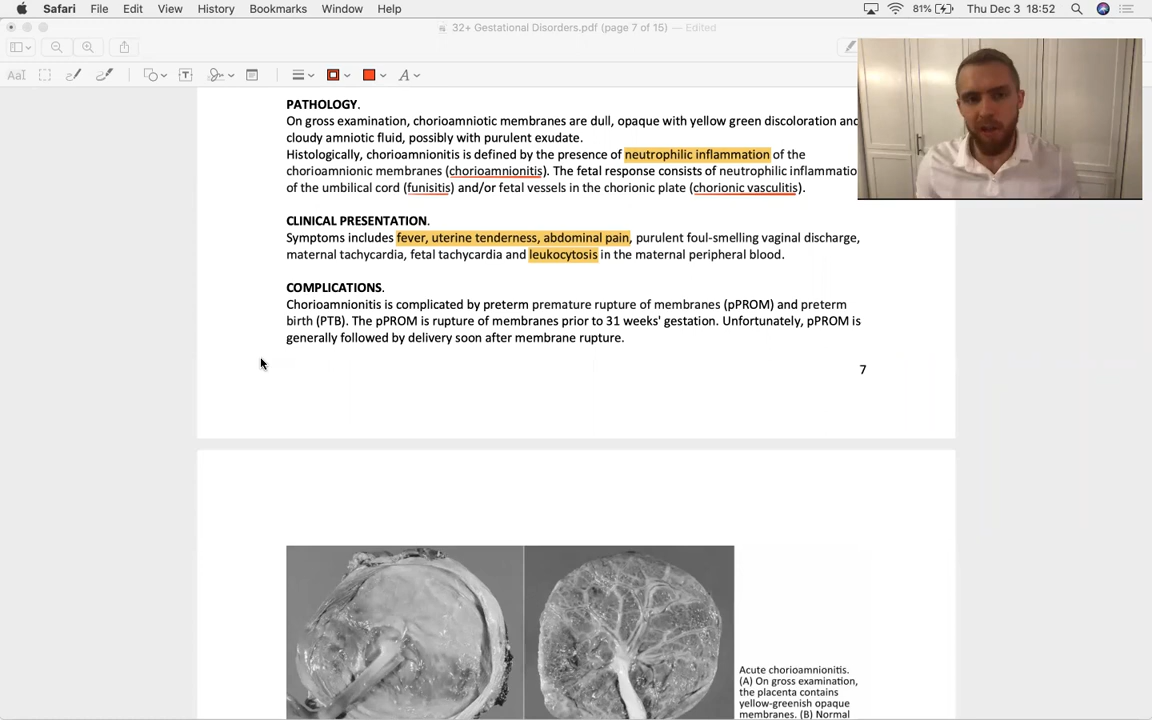 Safari File Edit View History Bookmarks Window Help 81% Thu Dec 3 18:52
32+ Gestational Disorders.pdf (page 7 of 15) — Edited
AaI T A
PATHOLOGY.
On gross examination, chorioamniotic membranes are dull, opaque with yellow green discoloration and
cloudy amniotic fluid, possibly with purulent exudate.
Histologically, chorioamnionitis is defined by the presence of neutrophilic inflammation of the
chorioamnionic membranes (chorioamnionitis). The fetal response consists of neutrophilic inflammatio
of the umbilical cord (funisitis) and/or fetal vessels in the chorionic plate (chorionic vasculitis).
CLINICAL PRESENTATION.
Symptoms includes fever, uterine tenderness, abdominal pain, purulent foul-smelling vaginal discharge,
maternal tachycardia, fetal tachycardia and leukocytosis in the maternal peripheral blood.
COMPLICATIONS.
Chorioamnionitis is complicated by preterm premature rupture of membranes (pPROM) and preterm
birth (PTB). The pPROM is rupture of membranes prior to 31 weeks' gestation. Unfortunately, pPROM is
generally followed by delivery soon after membrane rupture.
7
Acute chorioamnionitis.
(A) On gross examination,
the placenta contains
yellow-greenish opaque
membranes. (B) Normal